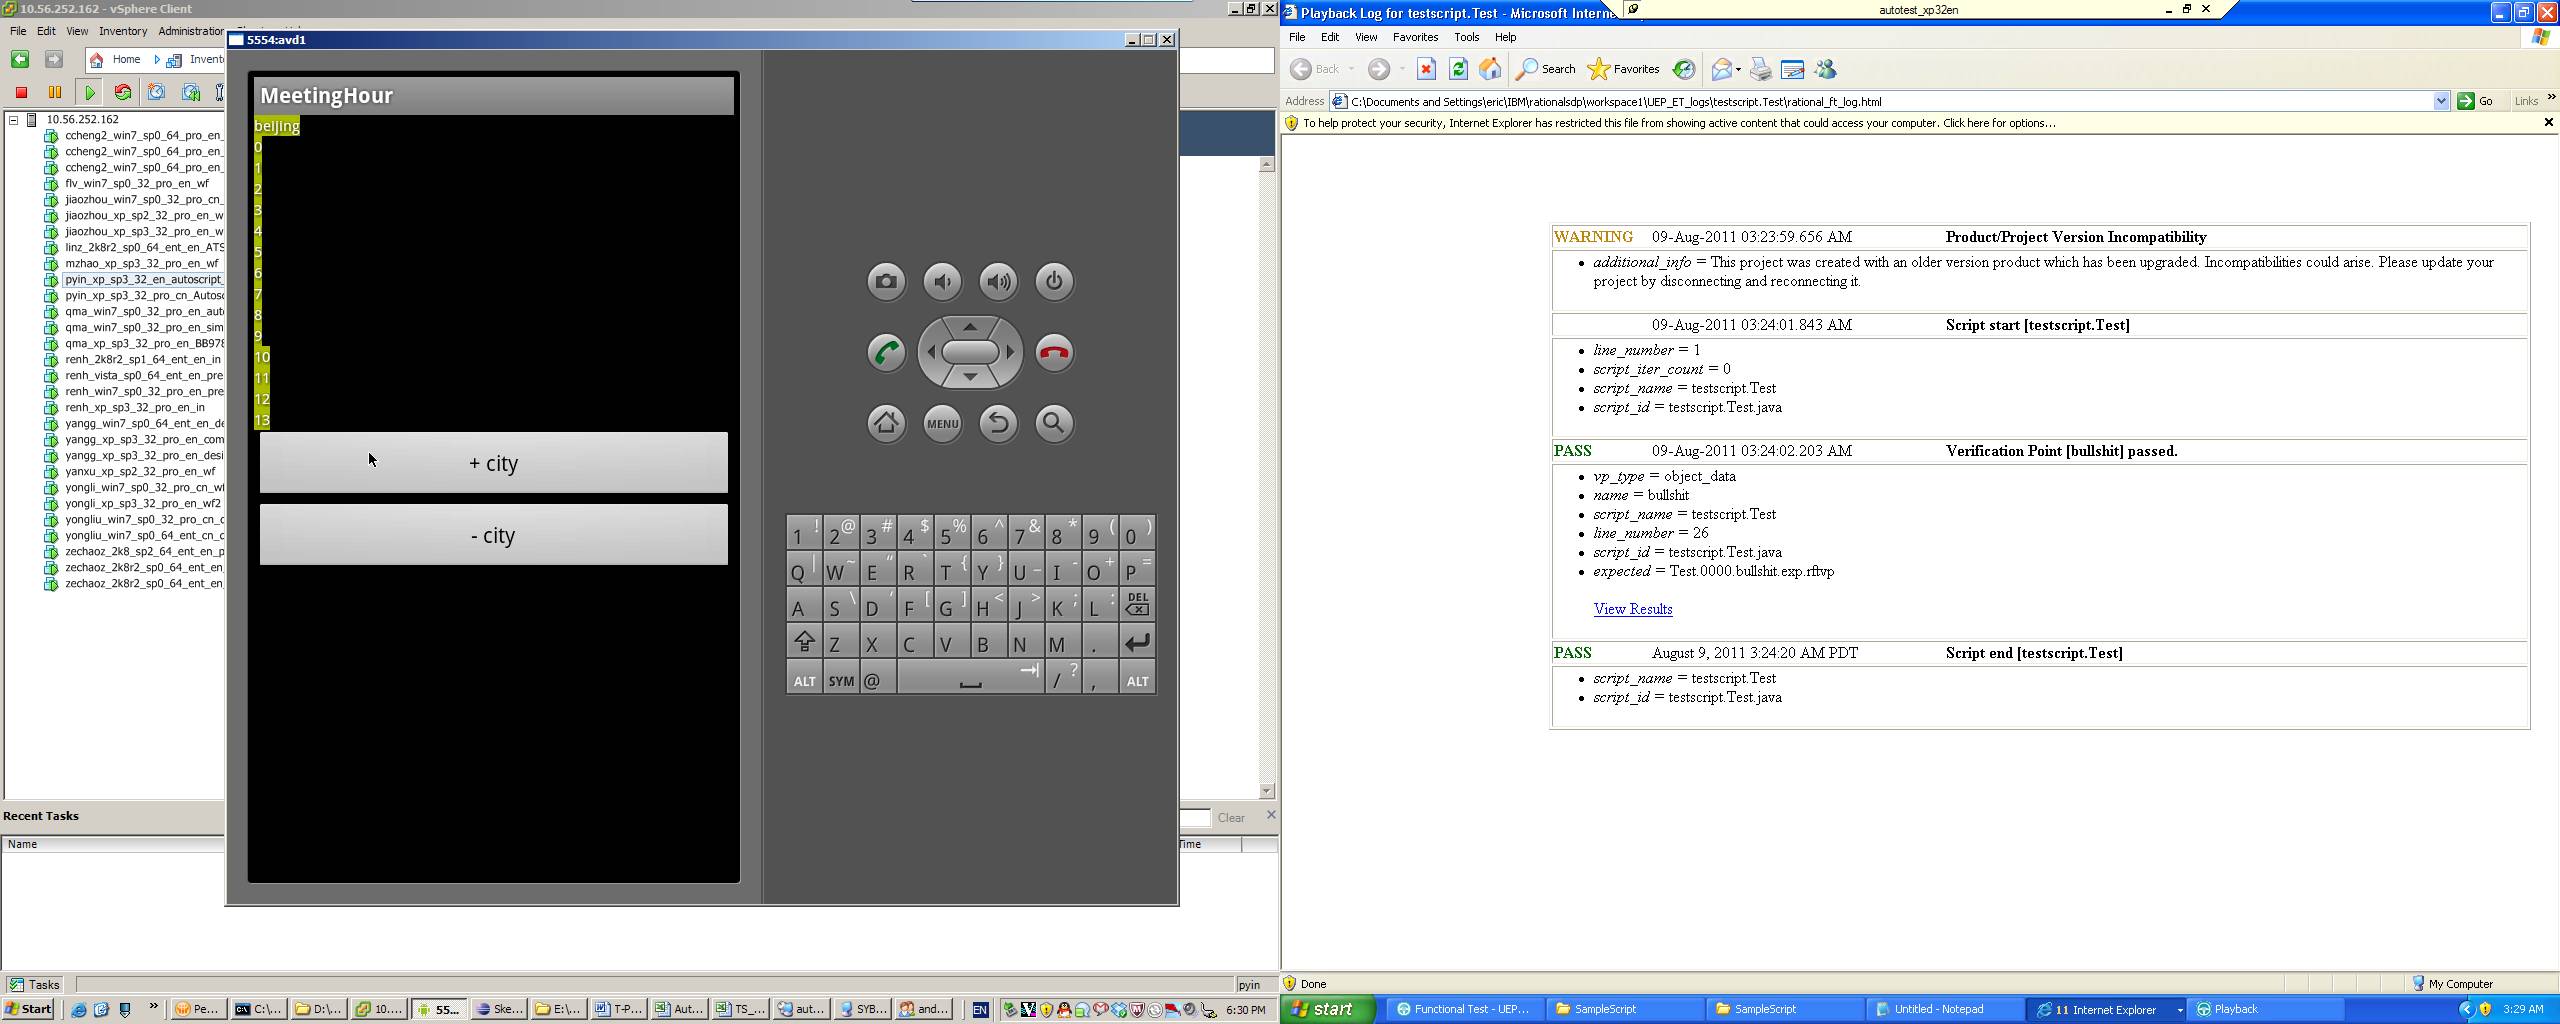 10.56.252.162 - vSphere Client
File Edit View Inventory
Home
5554:avd1
10.56.252.162
ccheng2_win7_sp0_64_pro_en_
ccheng2_win7_sp0_64_pro_en_
ccheng2_win7_sp0_64_pro_en_
flv_win7_sp0_32_pro_en_wf
jiaozhou_win7_sp0_32_pro_cn_
jiaozhou_xp_sp2_32_pro_en_w
jiaozhou_xp_sp3_32_pro_en_w
linz_2k8r2_sp0_64_ent_en_ATS
mzhao_xp_sp3_32_pro_en_wf
pyin_xp_sp3_32_en_autoscript_
pyin_xp_sp3_32_pro_cn_Autosc
qma_win7_sp0_32_pro_en_aut
qma_win7_sp0_32_pro_en_sim
qma_xp_sp3_32_pro_en_BB978
renh_2k8r2_sp1_64_ent_en_in
renh_vista_sp0_64_ent_en_pre
renh_win7_sp0_32_pro_en_pre
renh_xp_sp3_32_pro_en_in
yangg_win7_sp0_64_ent_en_de
yangg_xp_sp3_32_pro_en_com
yangg_xp_sp3_32_pro_en_desi
yanxu_xp_sp2_32_pro_en_wf
yongli_win7_sp0_32_pro_cn_wf
yongli_xp_sp3_32_pro_en_wf2
yongliu_win7_sp0_32_pro_cn_c
yongliu_win7_sp0_64_ent_cn_c
zechaoz_2k8_sp2_64_ent_en_p
zechaoz_2k8r2_sp0_64_ent_en_
zechaoz_2k8r2_sp0_64_ent_en_
Recent Tasks
Name
Clear
Time
MeetingHour
beijing
0
1
2
3
4
5
6
7
8
9
10
11
12
13
+ city
- city
MENU
1 ! 2 @ 3 # 4 $ 5 % 6 ^ 7 & 8 * 9 ( 0 )
Q | W ~ E “ R ` T { Y } U _ I - O + P =
A S \ D ' F [ G ] H < J > K ; L : DEL
Z X C V B N M .
ALT SYM @ / ? , ALT
Tasks
pyin
Start » Pe... C:\... D:\... 10.... 55... Ske... E:\... T-P... Aut... TS_... aut... SYB... and... EN 6:30 PM
autotest_xp32en
Playback Log for testscript.Test - Microsoft Intern
File Edit View Favorites Tools Help
Back Search Favorites
Address C:\Documents and Settings\eric\IBM\rationalsdp\workspace1\UEP_ET_logs\testscript.Test\rational_ft_log.html Go Links »
To help protect your security, Internet Explorer has restricted this file from showing active content that could access your computer. Click here for options...
WARNING 09-Aug-2011 03:23:59.656 AM Product/Project Version Incompatibility
• additional_info = This project was created with an older version product which has been upgraded. Incompatibilities could arise. Please update your
project by disconnecting and reconnecting it.
09-Aug-2011 03:24:01.843 AM Script start [testscript.Test]
• line_number = 1
• script_iter_count = 0
• script_name = testscript.Test
• script_id = testscript.Test.java
PASS 09-Aug-2011 03:24:02.203 AM Verification Point [bullshit] passed.
• vp_type = object_data
• name = bullshit
• script_name = testscript.Test
• line_number = 26
• script_id = testscript.Test.java
• expected = Test.0000.bullshit.exp.rftvp
View Results
PASS August 9, 2011 3:24:20 AM PDT Script end [testscript.Test]
• script_name = testscript.Test
• script_id = testscript.Test.java
Done
My Computer
start Functional Test - UEP... SampleScript SampleScript Untitled - Notepad 11 Internet Explorer Playback 3:29 AM